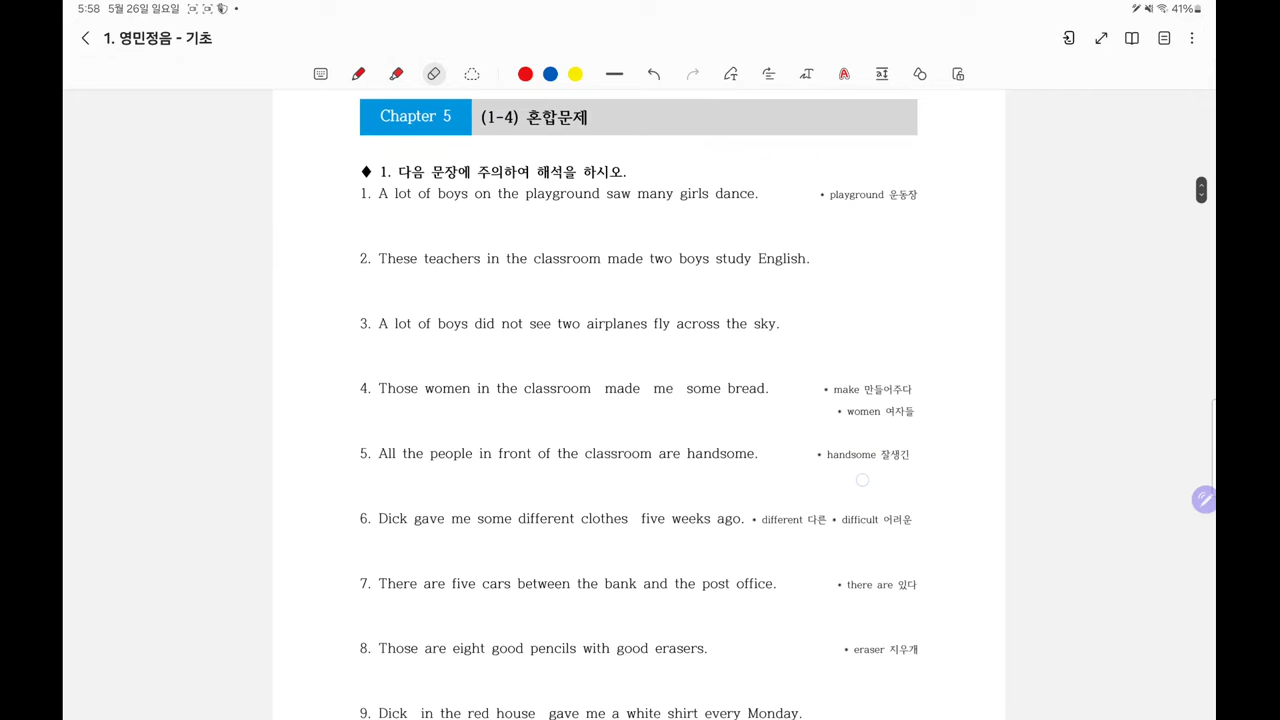 5:58 5월 26일 일요일 41%
1. 영민정음 - 기초
Chapter 5 (1-4) 혼합문제
♦ 1. 다음 문장에 주의하여 해석을 하시오.
1. A lot of boys on the playground saw many girls dance. • playground 운동장
2. These teachers in the classroom made two boys study English.
3. A lot of boys did not see two airplanes fly across the sky.
4. Those women in the classroom made me some bread. • make 만들어주다
• women 여자들
5. All the people in front of the classroom are handsome. • handsome 잘생긴
6. Dick gave me some different clothes five weeks ago. • different 다른 • difficult 어려운
7. There are five cars between the bank and the post office. • there are 있다
8. Those are eight good pencils with good erasers. • eraser 지우개
9. Dick in the red house gave me a white shirt every Monday.